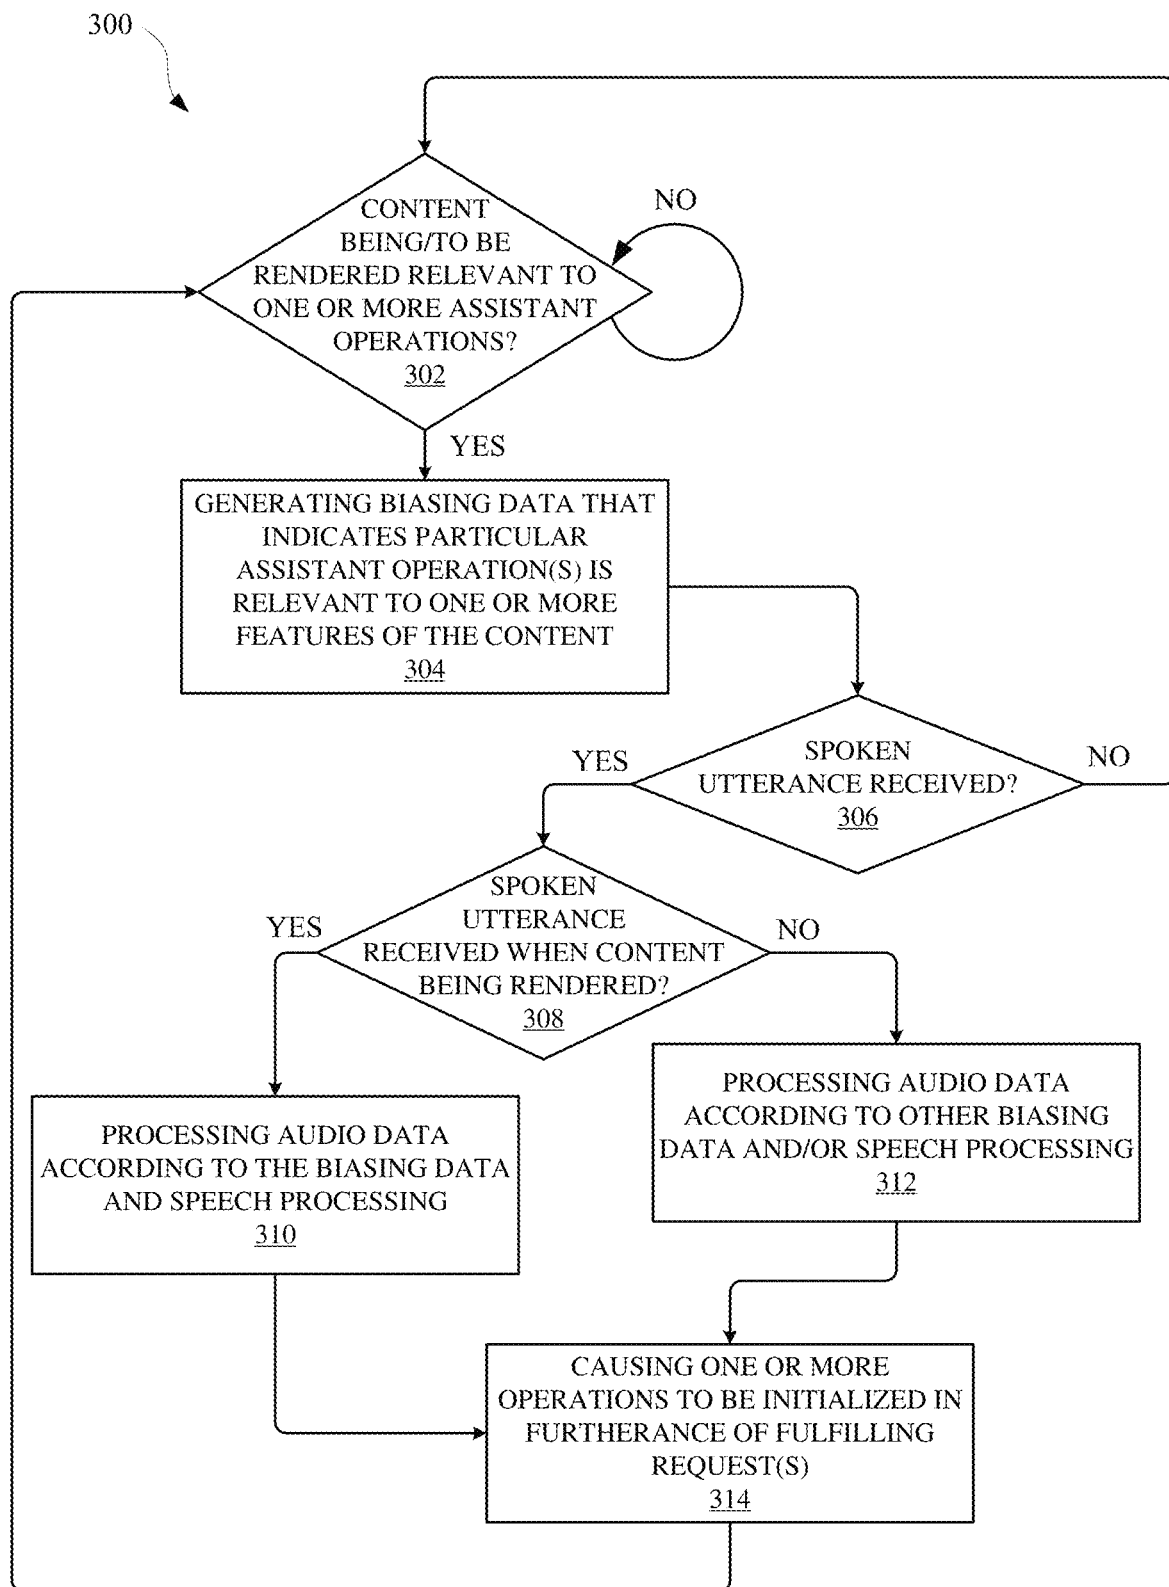 300
CONTENT
BEING/TO BE
RENDERED RELEVANT TO
ONE OR MORE ASSISTANT
OPERATIONS?
302
NO
YES
GENERATING BIASING DATA THAT
INDICATES PARTICULAR
ASSISTANT OPERATION(S) IS
RELEVANT TO ONE OR MORE
FEATURES OF THE CONTENT
304
SPOKEN
UTTERANCE RECEIVED?
306
YES
NO
SPOKEN
UTTERANCE
RECEIVED WHEN CONTENT
BEING RENDERED?
308
YES
NO
PROCESSING AUDIO DATA
ACCORDING TO THE BIASING DATA
AND SPEECH PROCESSING
310
PROCESSING AUDIO DATA
ACCORDING TO OTHER BIASING
DATA AND/OR SPEECH PROCESSING
312
CAUSING ONE OR MORE
OPERATIONS TO BE INITIALIZED IN
FURTHERANCE OF FULFILLING
REQUEST(S)
314